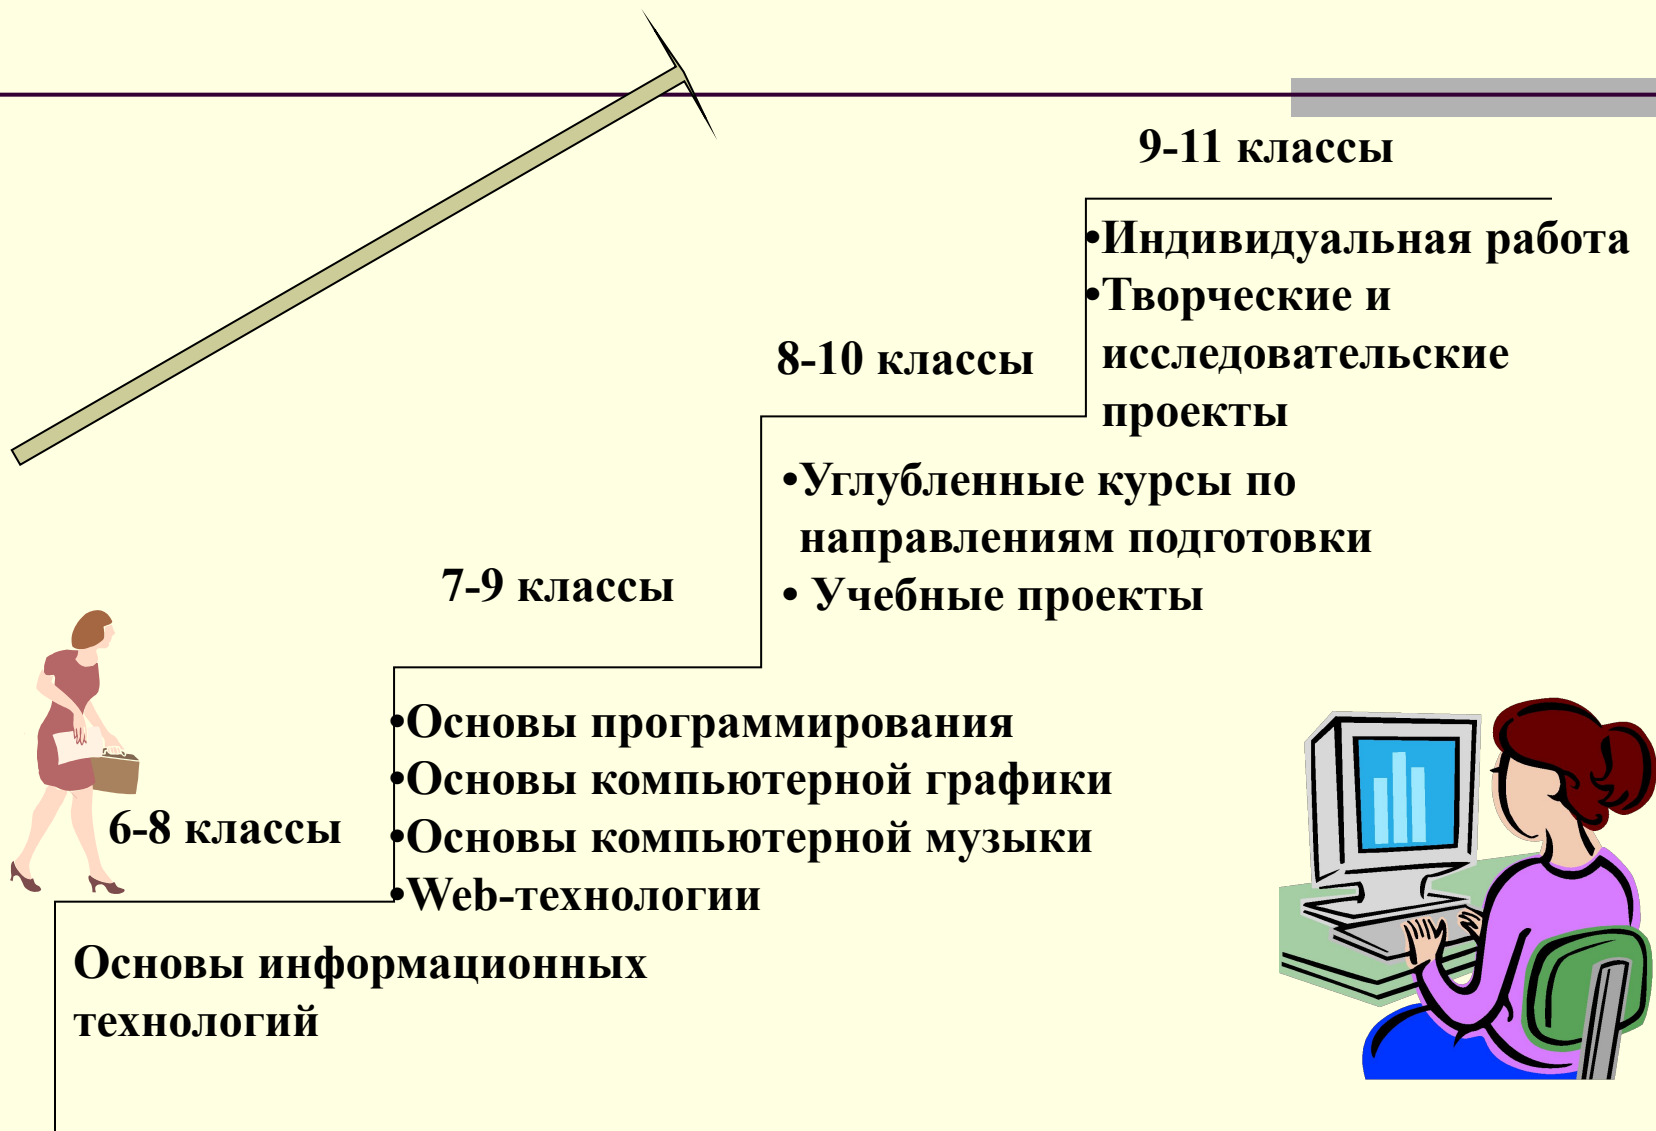 9-11 классы
•Индивидуальная работа
•Творческие и
исследовательские
проекты
8-10 классы
•Углубленные курсы по
направлениям подготовки
• Учебные проекты
7-9 классы
•Основы программирования
•Основы компьютерной графики
•Основы компьютерной музыки
•Web-технологии
6-8 классы
Основы информационных
технологий